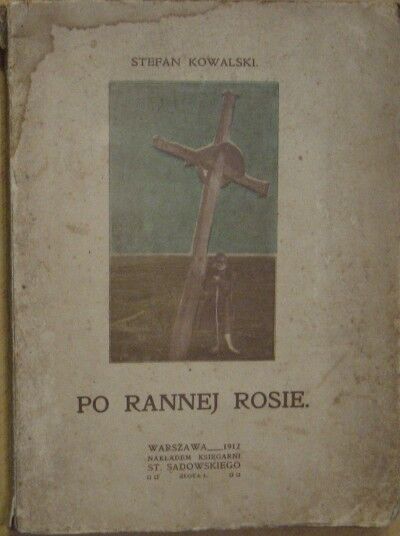 STEFAN KOWALSKI.
PO RANNEJ ROSIE.
WARSZAWA 1912
NAKŁADEM KSIĘGARNI
ST. SADOWSKIEGO